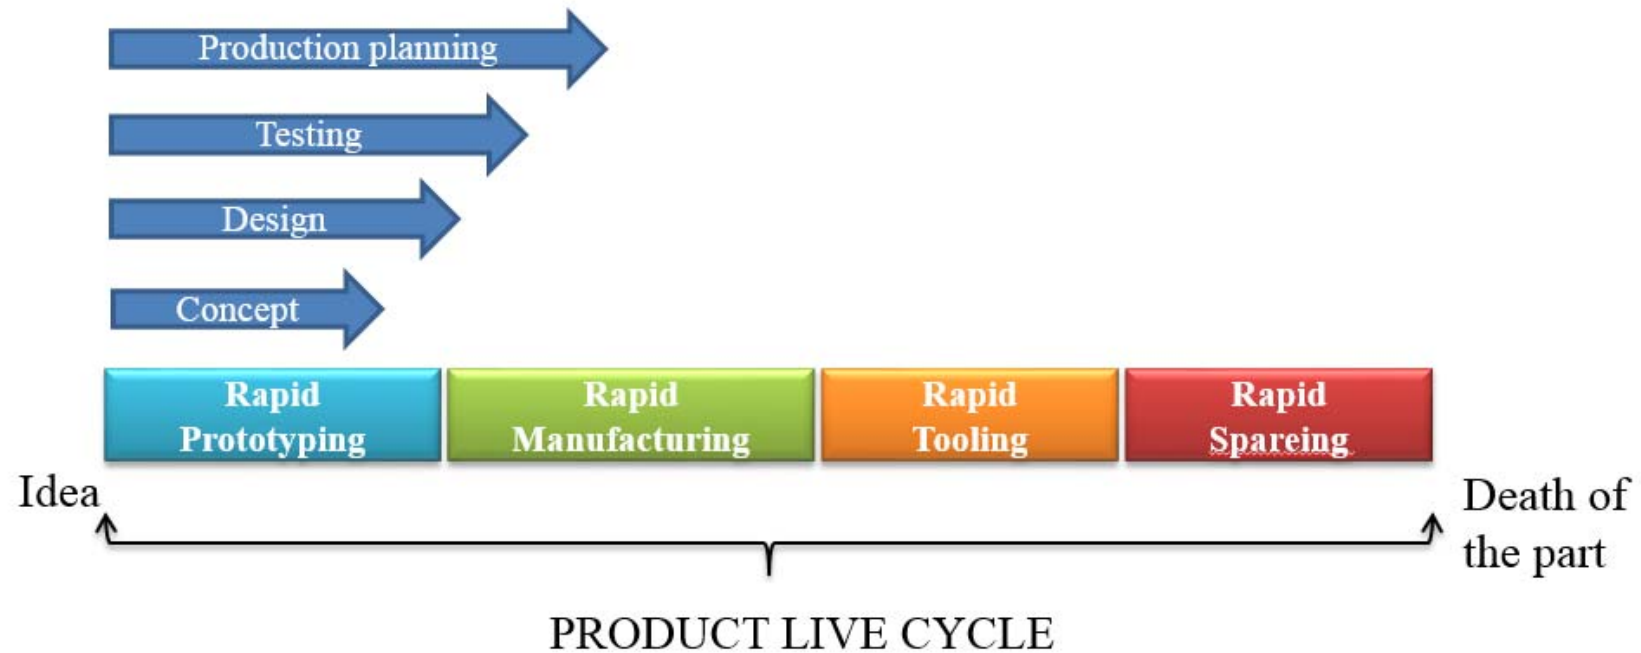 Production planning
Testing
Design
Concept
Rapid
Prototyping
Rapid
Manufacturing
Rapid
Tooling
Rapid
Spareing
Idea
Death of
the part
PRODUCT LIVE CYCLE